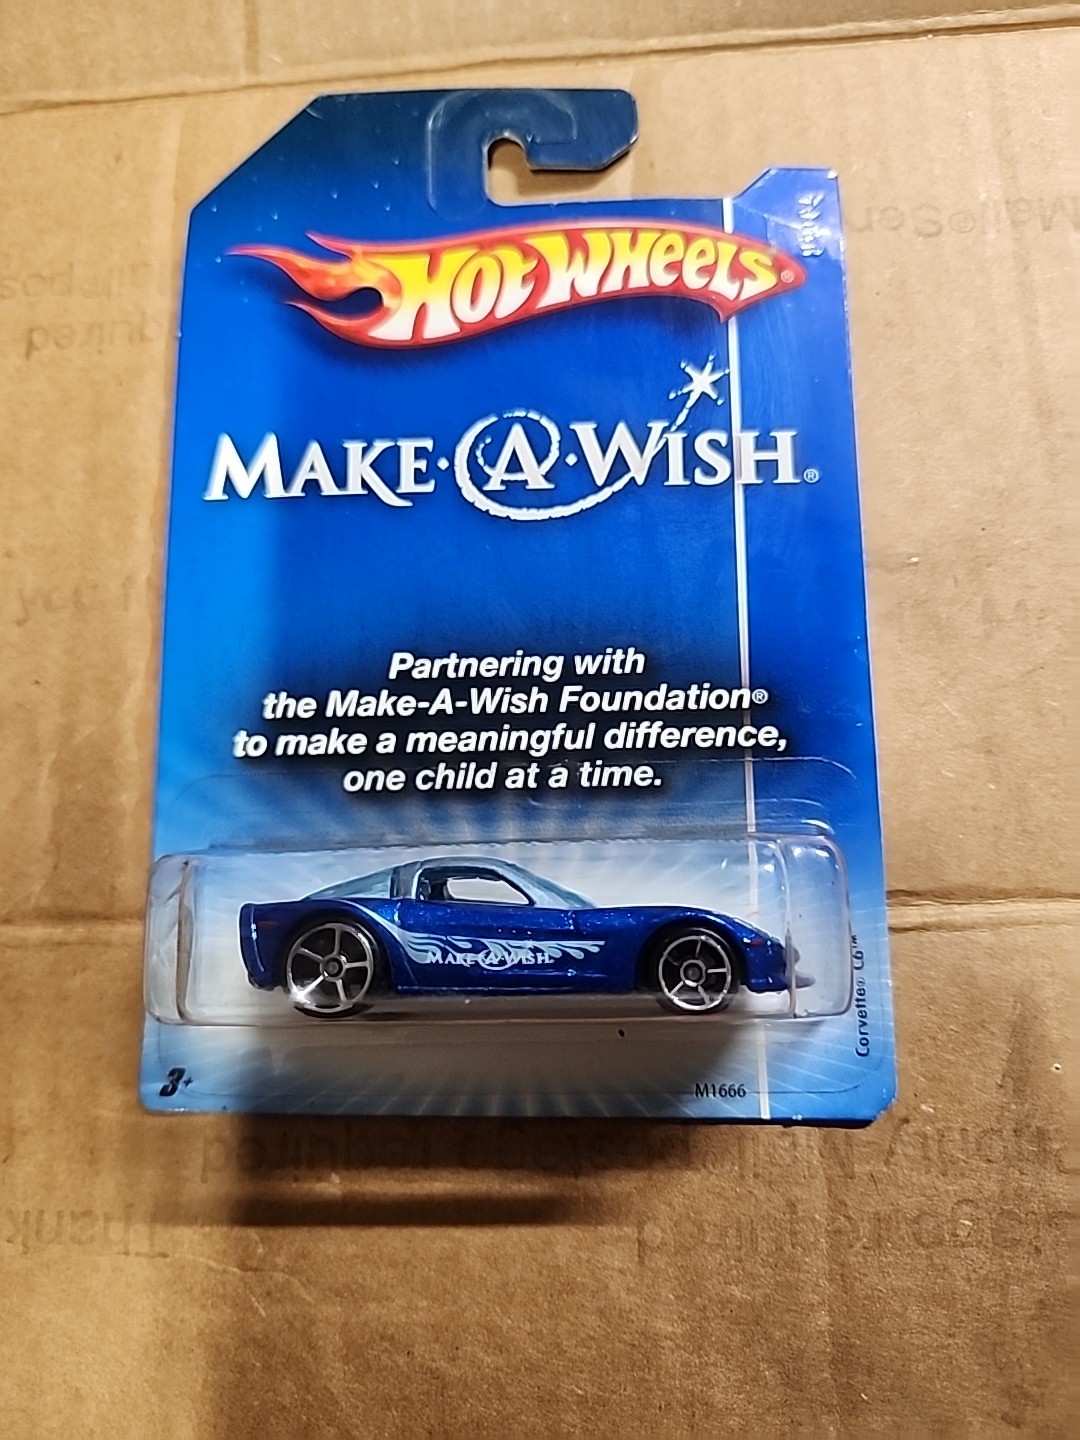 HOT WHEELS®
MAKE·A·WISH®
Partnering with
the Make-A-Wish Foundation®
to make a meaningful difference,
one child at a time.
MAKE·A·WISH
Corvette® C6™
3+
M1666